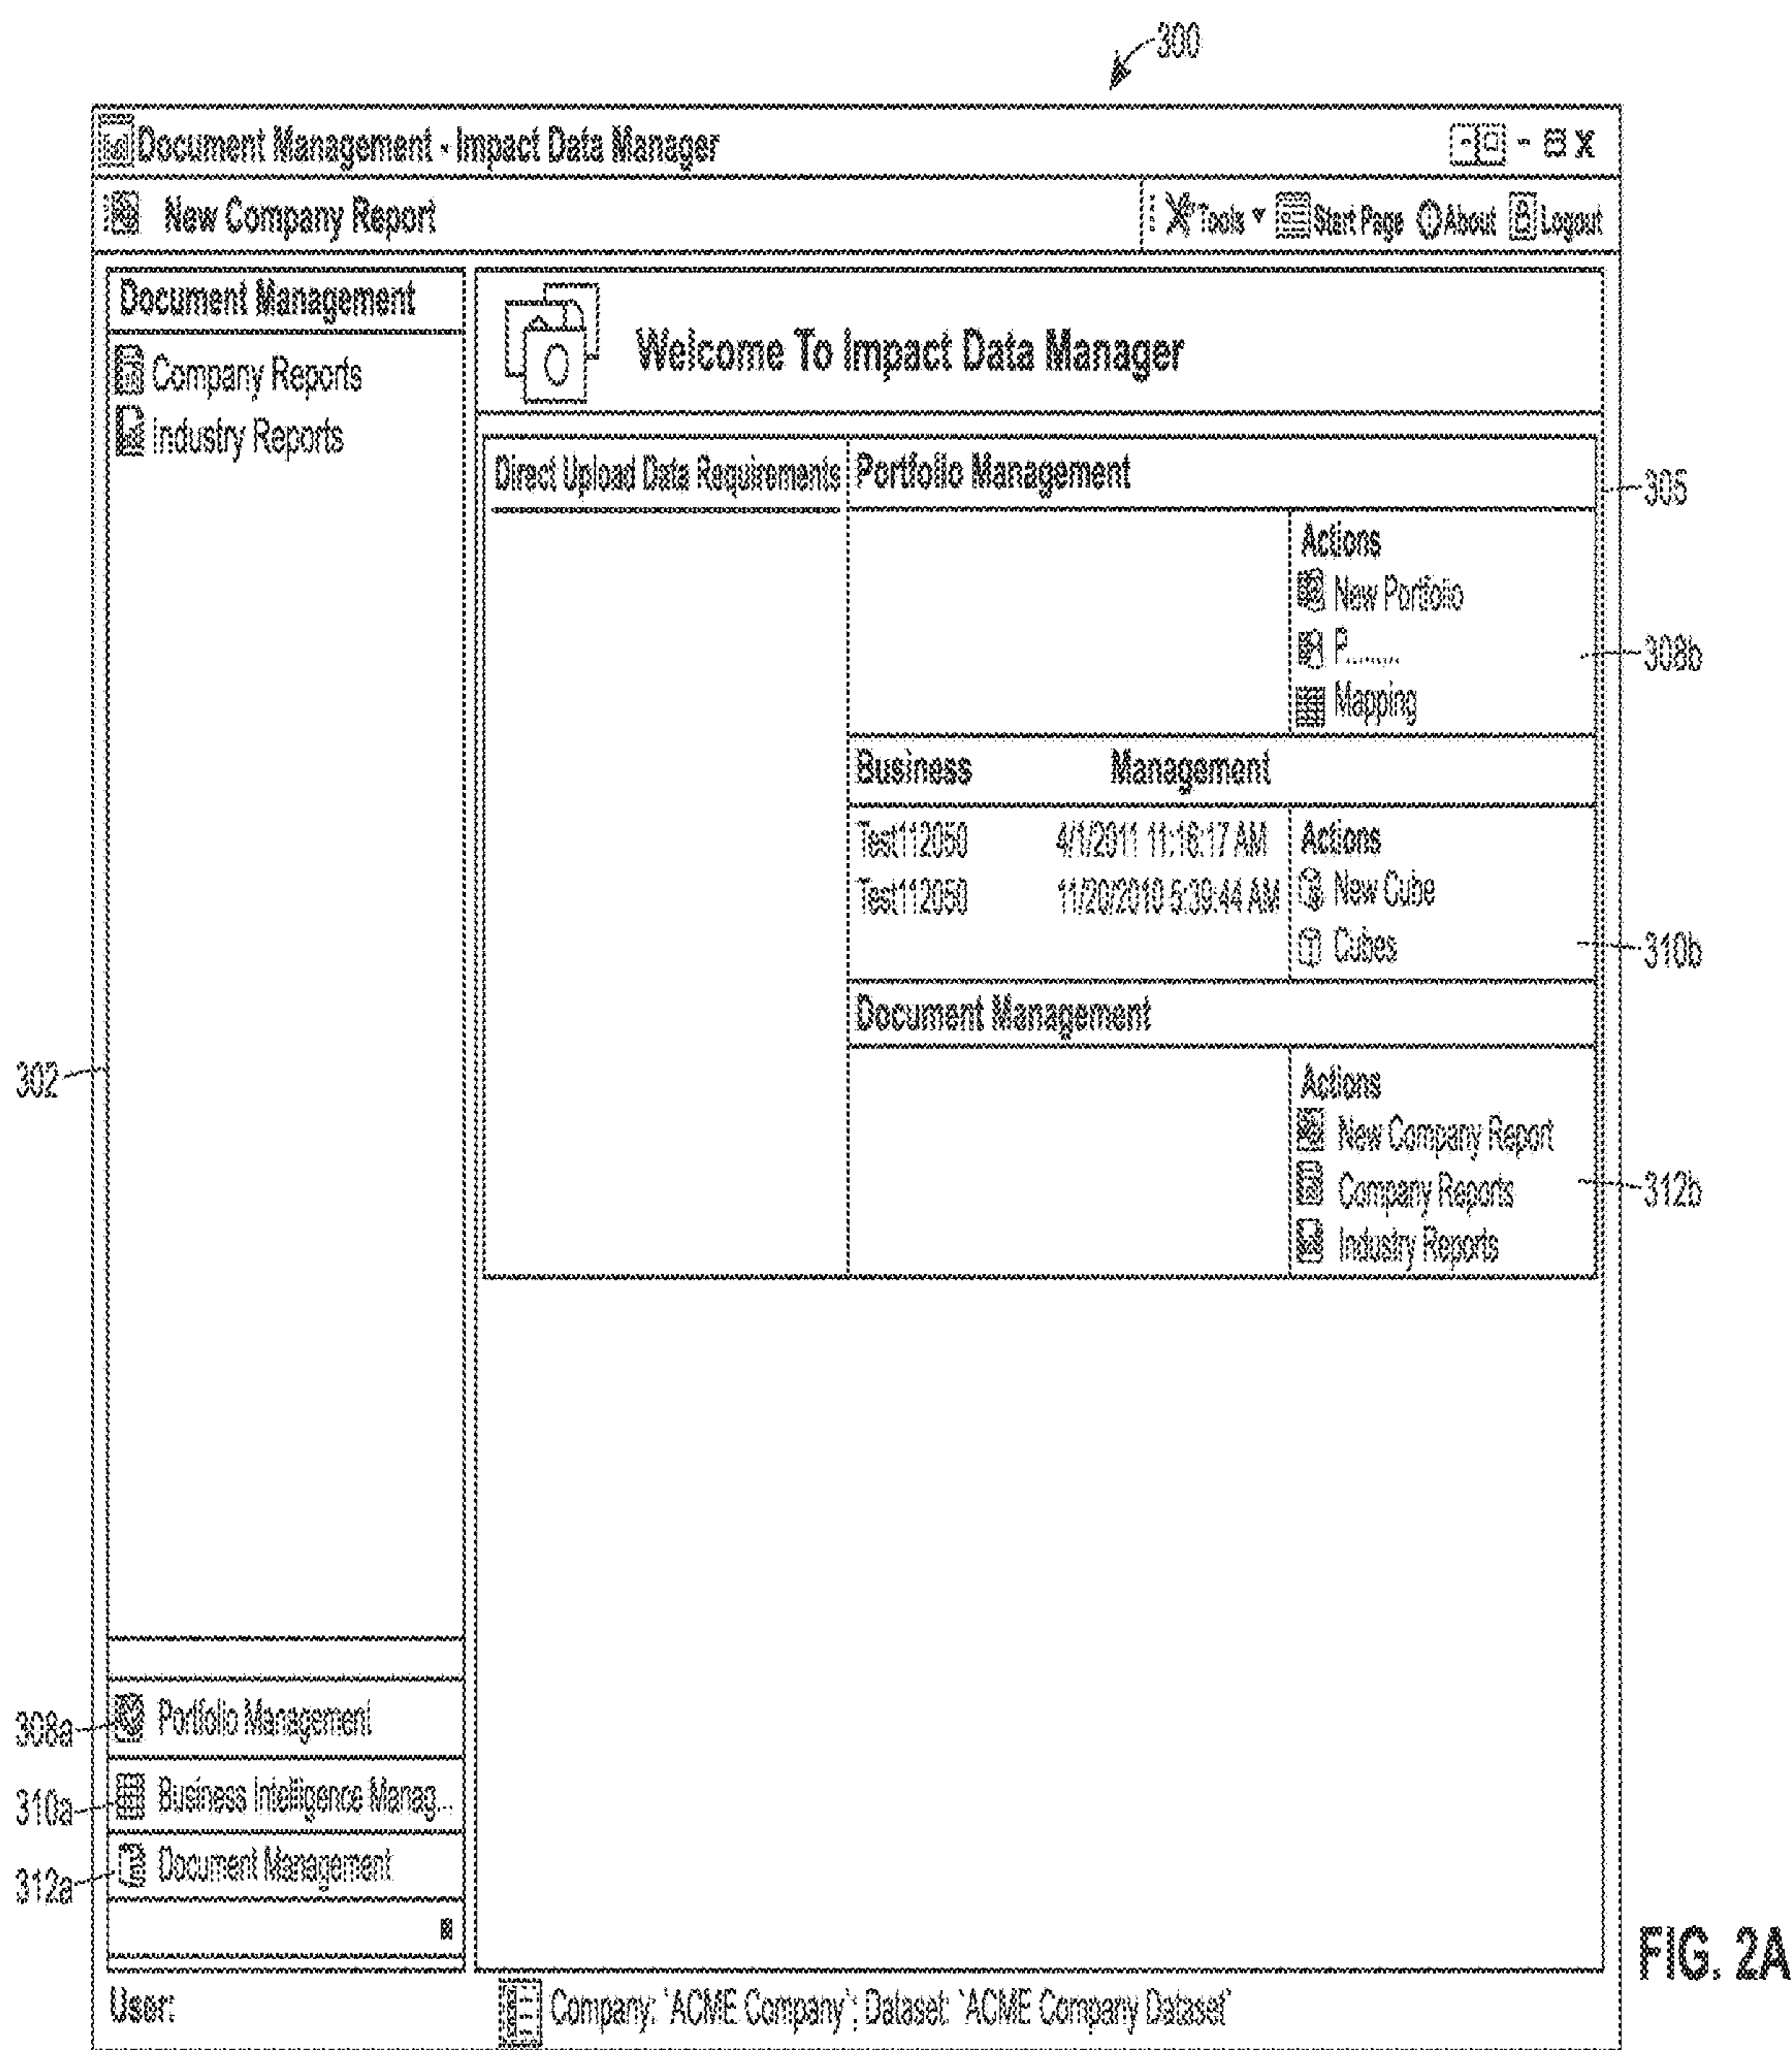 300
Document Management - Impact Data Manager
New Company Report
Tools Start Page About Logout
Document Management
Company Reports
Industry Reports
Welcome To Impact Data Manager
Direct Upload Data Requirements
Portfolio Management
305
Actions
New Portfolio
P........
Mapping
308b
Business Management
Test112050 4/1/2011 11:16:17 AM
Test112050 11/20/2010 5:39:44 AM
Actions
New Cube
Cubes
310b
Document Management
302
Actions
New Company Report
Company Reports
Industry Reports
312b
308a
Portfolio Management
310a
Business Intelligence Manag...
312a
Document Management
FIG. 2A
User:
Company: 'ACME Company'; Dataset: 'ACME Company Dataset'